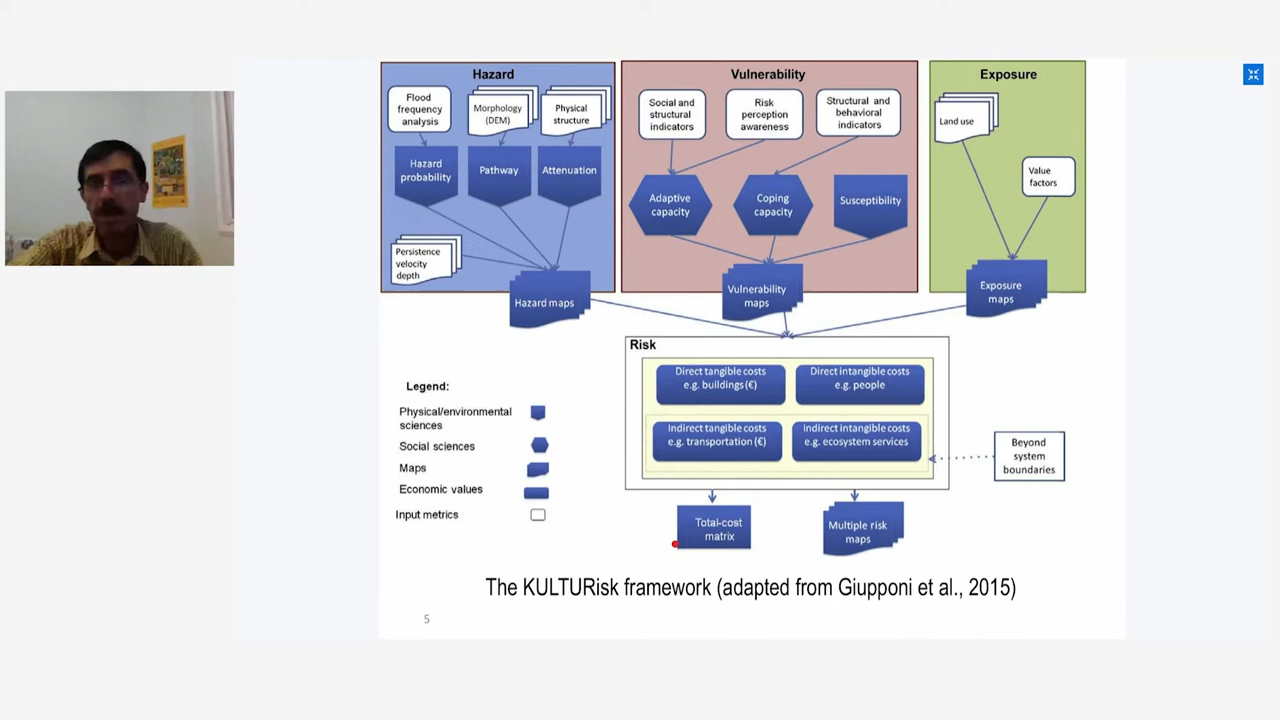 Hazard
Flood
frequency
analysis
Morphology
(DEM)
Physical
structure
Hazard
probability
Pathway
Attenuation
Persistence
velocity
depth
Hazard maps
Vulnerability
Social and
structural
indicators
Risk
perception
awareness
Structural and
behavioral
indicators
Adaptive
capacity
Coping
capacity
Susceptibility
Vulnerability
maps
Exposure
Land use
Value
factors
Exposure
maps
Risk
Direct tangible costs
e.g. buildings (€)
Direct intangible costs
e.g. people
Indirect tangible costs
e.g. transportation (€)
Indirect intangible costs
e.g. ecosystem services
Beyond
system
boundaries
Legend:
Physical/environmental
sciences
Social sciences
Maps
Economic values
Input metrics
Total-cost
matrix
Multiple risk
maps
The KULTURisk framework (adapted from Giupponi et al., 2015)
5